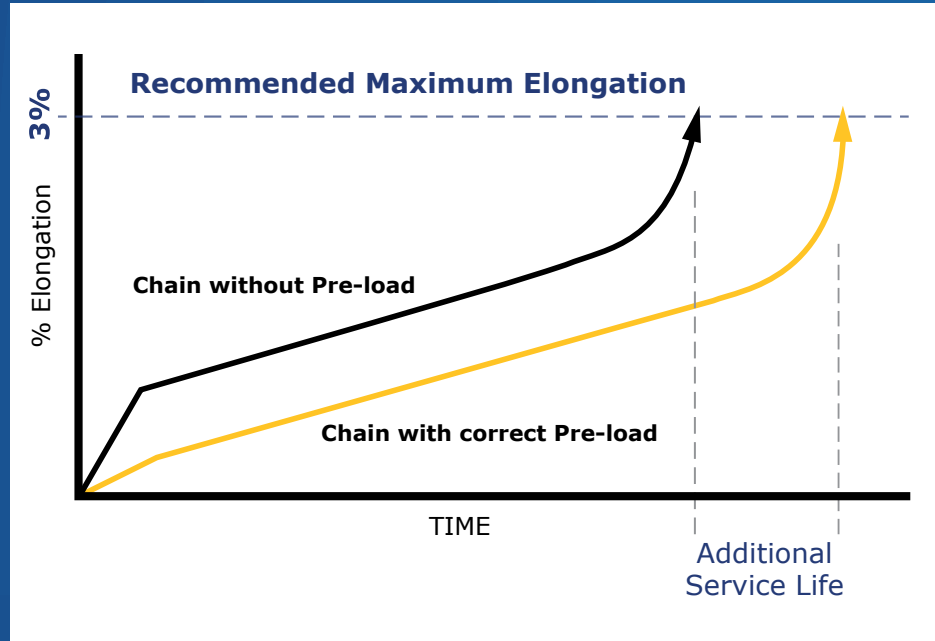 Recommended Maximum Elongation
3%
% Elongation
Chain without Pre-load
Chain with correct Pre-load
TIME
Additional
Service Life